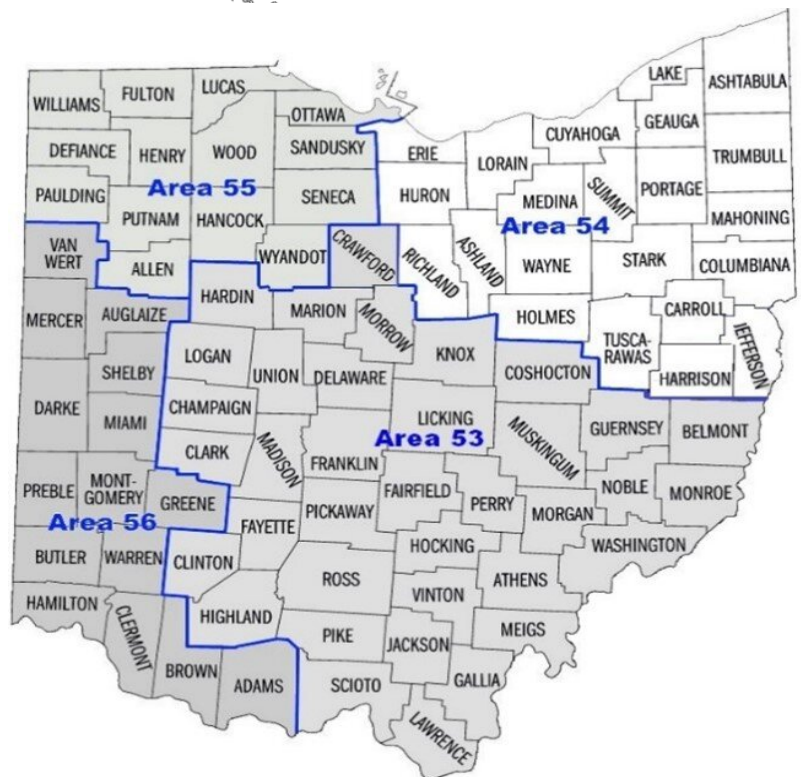 LAKE
ASHTABULA
LUCAS
FULTON
WILLIAMS
OTTAWA
GEAUGA
CUYAHOGA
DEFIANCE
HENRY
WOOD
SANDUSKY
ERIE
LORAIN
TRUMBULL
PAULDING
Area 55
SENECA
HURON
MEDINA
SUMMIT
PORTAGE
PUTNAM
HANCOCK
Area 54
MAHONING
VAN
WERT
ALLEN
WYANDOT
CRAWFORD
RICHLAND
ASHLAND
WAYNE
STARK
COLUMBIANA
MERCER
AUGLAIZE
HARDIN
MARION
MORROW
HOLMES
TUSCA-
RAWAS
CARROLL
JEFFERSON
LOGAN
UNION
KNOX
COSHOCTON
HARRISON
SHELBY
DELAWARE
DARKE
MIAMI
CHAMPAIGN
LICKING
Area 53
MUSKINGUM
GUERNSEY
BELMONT
CLARK
MADISON
FRANKLIN
PREBLE
MONT-
GOMERY
GREENE
FAIRFIELD
PERRY
NOBLE
MONROE
Area 56
FAYETTE
PICKAWAY
MORGAN
BUTLER
WARREN
CLINTON
HOCKING
WASHINGTON
ROSS
VINTON
ATHENS
HAMILTON
CLERMONT
HIGHLAND
PIKE
JACKSON
MEIGS
BROWN
ADAMS
SCIOTO
GALLIA
LAWRENCE